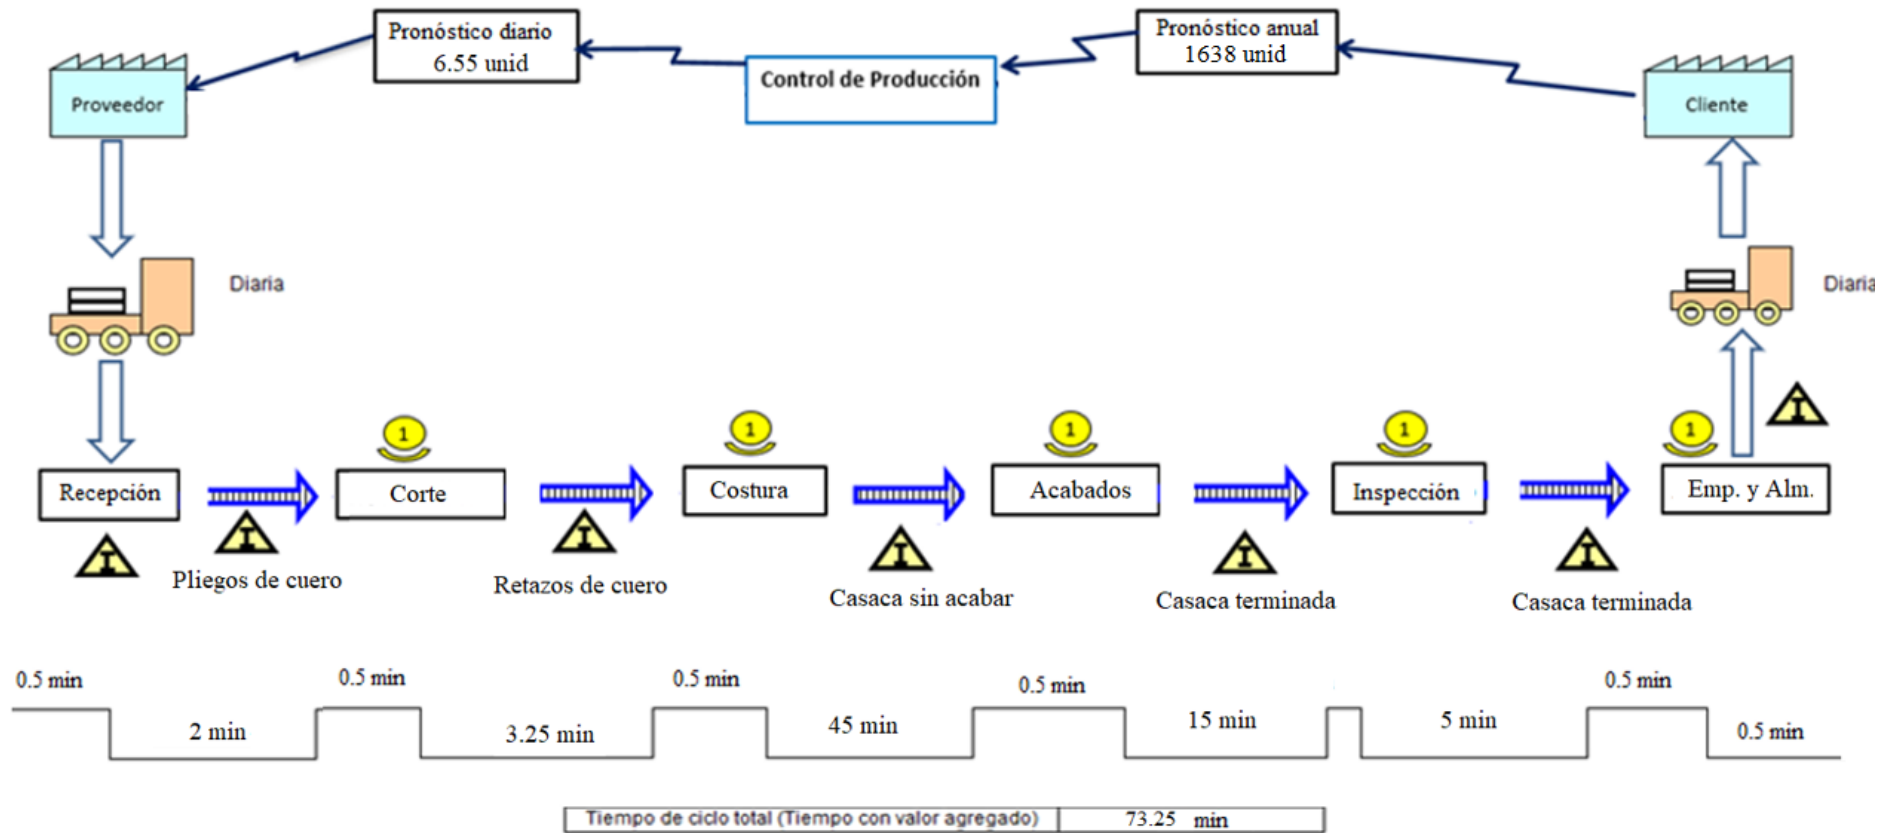 Pronóstico diario
6.55 unid
Pronóstico anual
1638 unid
Control de Producción
Proveedor
Cliente
Diaria
Diaria
1
1
1
1
1
Recepción
Corte
Costura
Acabados
Inspección
Emp. y Alm.
I
I
I
I
I
I
I
Pliegos de cuero
Retazos de cuero
Casaca sin acabar
Casaca terminada
Casaca terminada
0.5 min
0.5 min
0.5 min
0.5 min
0.5 min
2 min
3.25 min
45 min
15 min
5 min
0.5 min
Tiempo de ciclo total (Tiempo con valor agregado) 73.25 min